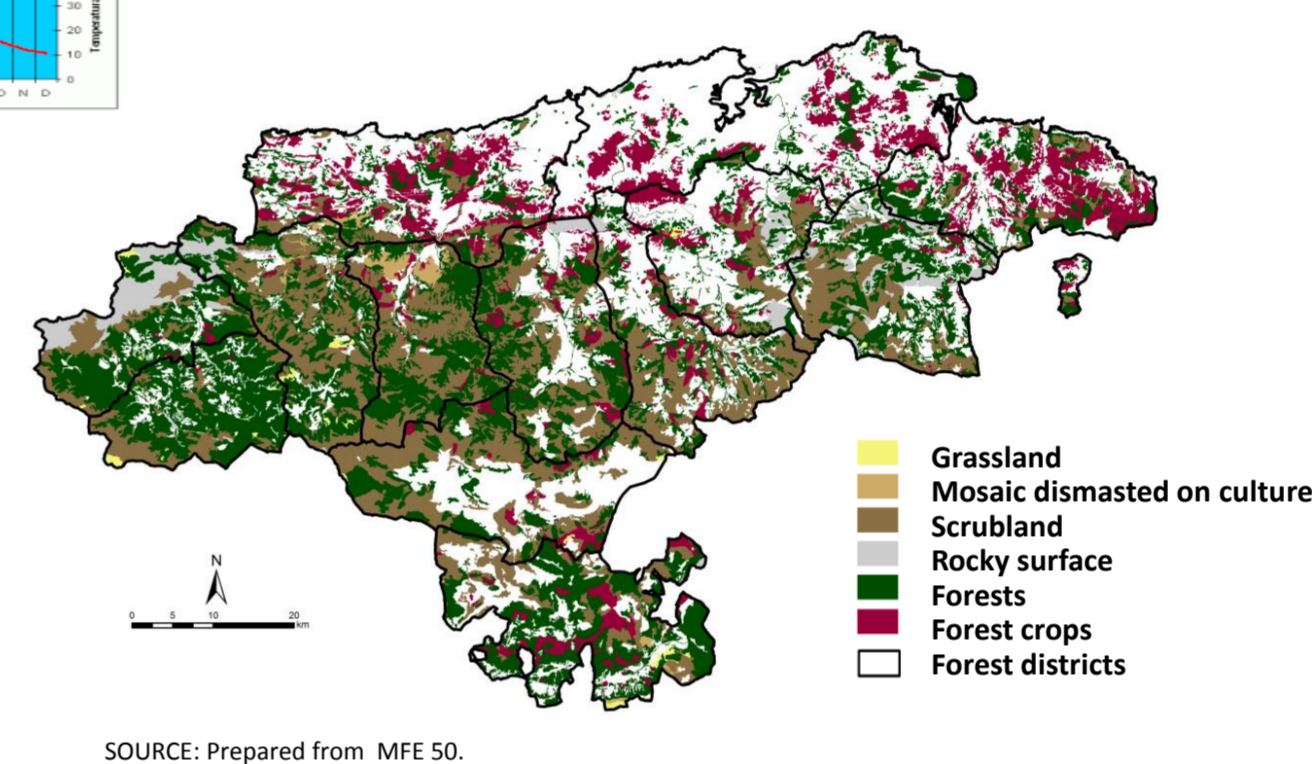 30
20
10
0
Temperatura
O N D
N
0 5 10 20
km
Grassland
Mosaic dismasted on culture
Scrubland
Rocky surface
Forests
Forest crops
Forest districts
SOURCE: Prepared from MFE 50.